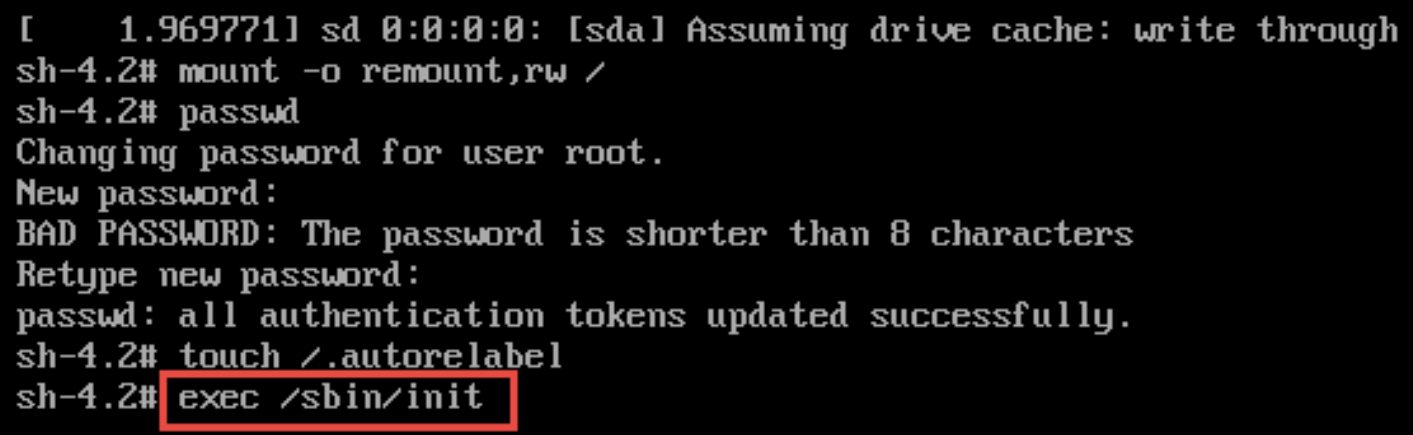 [    1.969771] sd 0:0:0:0: [sda] Assuming drive cache: write through
sh-4.2# mount -o remount,rw /
sh-4.2# passwd
Changing password for user root.
New password:
BAD PASSWORD: The password is shorter than 8 characters
Retype new password:
passwd: all authentication tokens updated successfully.
sh-4.2# touch /.autorelabel
sh-4.2# exec /sbin/init